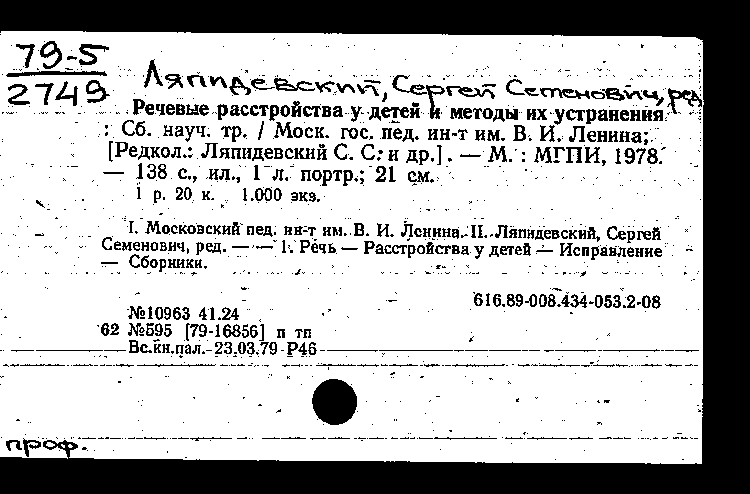 79-5
2749
Ляпидевский, Сергей Семенович, ред
Речевые расстройства у детей и методы их устранения
: Сб. науч. тр. / Моск. гос. пед. ин-т им. В. И. Ленина;
[Редкол.: Ляпидевский С. С. и др.]. — М. : МГПИ, 1978.
— 138 с., ил., 1 л. портр.; 21 см.
1 р. 20 к. 1.000 экз.
I. Московский пед. ин-т им. В. И. Ленина. II. Ляпидевский, Сергей
Семенович, ред. — — 1. Речь — Расстройства у детей — Исправление
— Сборники.
616.89-008.434-053.2-08
№10963 41.24
62 №595 [79-16856] п тп
Вс.кн.пал. 23.03.79 Р46
проф.